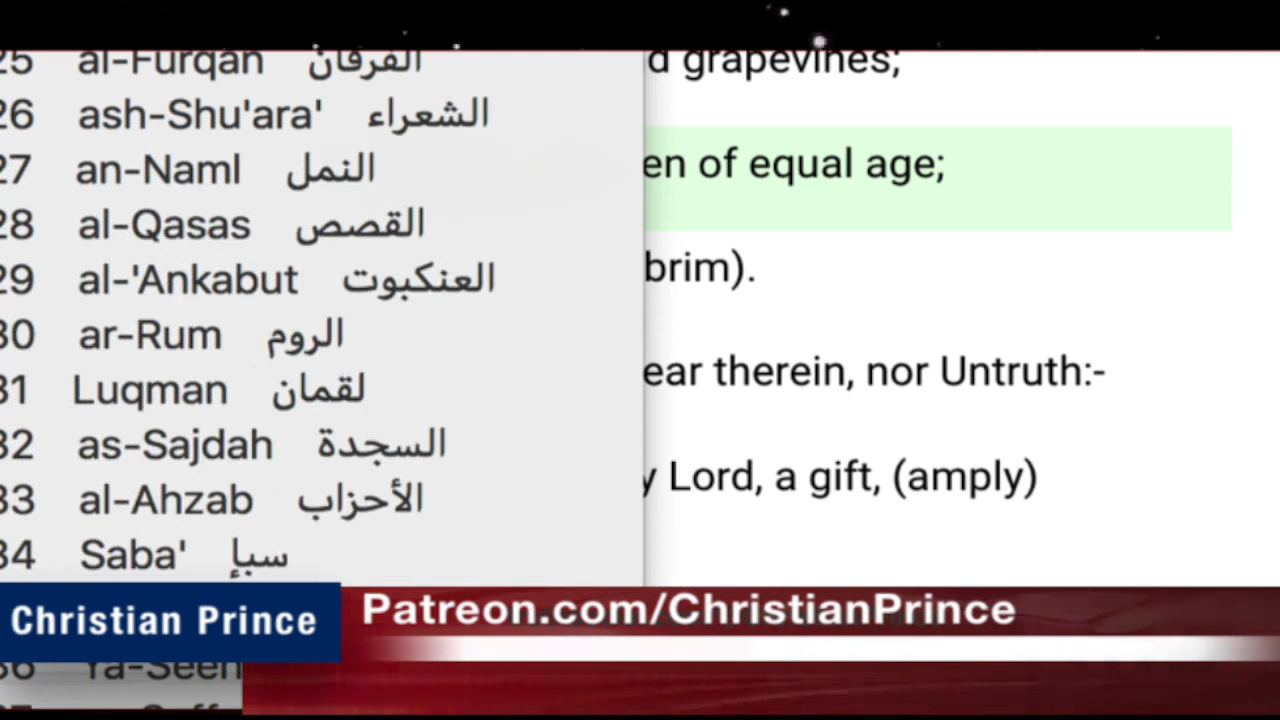 25 al-Furqan الفرقان
26 ash-Shu'ara' الشعراء
27 an-Naml النمل
28 al-Qasas القصص
29 al-'Ankabut العنكبوت
30 ar-Rum الروم
31 Luqman لقمان
32 as-Sajdah السجدة
33 al-Ahzab الأحزاب
34 Saba' سبإ
36 Ya-Seen
d grapevines;
en of equal age;
brim).
ear therein, nor Untruth:-
y Lord, a gift, (amply)
Christian Prince
Patreon.com/ChristianPrince